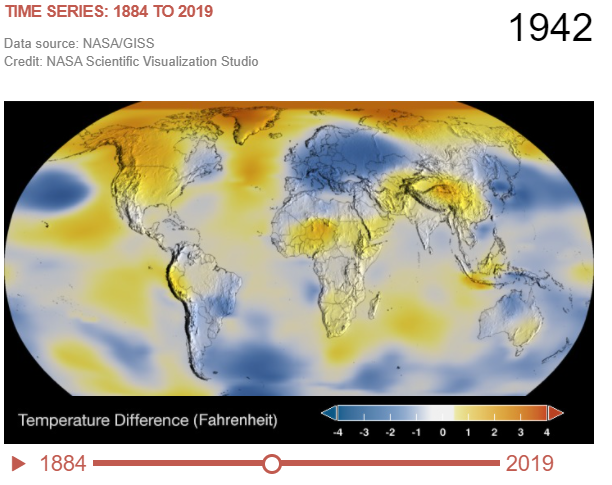 TIME SERIES: 1884 TO 2019
1942
Data source: NASA/GISS
Credit: NASA Scientific Visualization Studio
Temperature Difference (Fahrenheit)
-4 -3 -2 -1 0 1 2 3 4
1884 2019